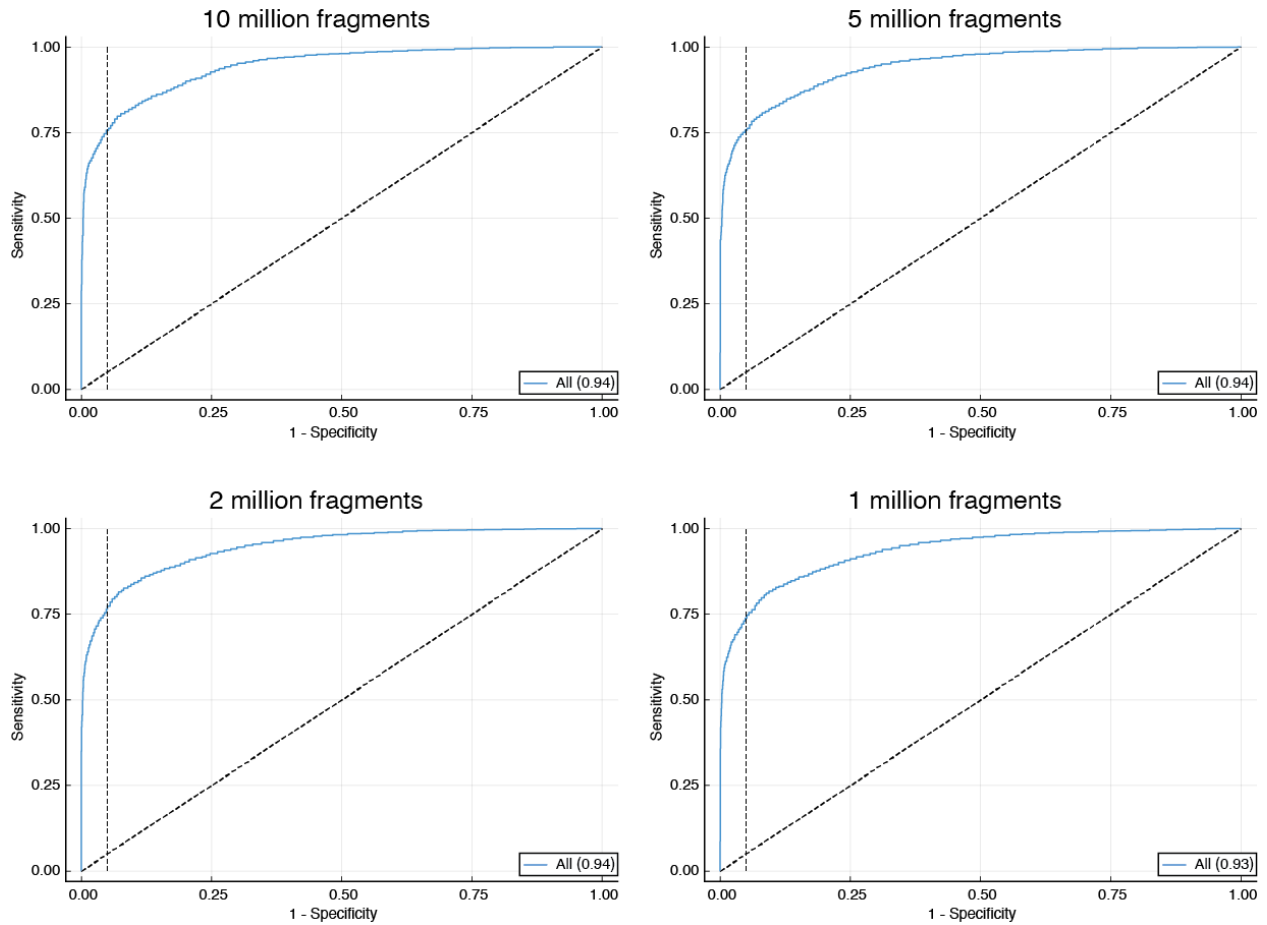 10 million fragments
1.00
0.75
0.50
0.25
0.00
Sensitivity
All (0.94)
0.00 0.25 0.50 0.75 1.00
1 - Specificity
5 million fragments
1.00
0.75
0.50
0.25
0.00
Sensitivity
All (0.94)
0.00 0.25 0.50 0.75 1.00
1 - Specificity
2 million fragments
1.00
0.75
0.50
0.25
0.00
Sensitivity
All (0.94)
0.00 0.25 0.50 0.75 1.00
1 - Specificity
1 million fragments
1.00
0.75
0.50
0.25
0.00
Sensitivity
All (0.93)
0.00 0.25 0.50 0.75 1.00
1 - Specificity